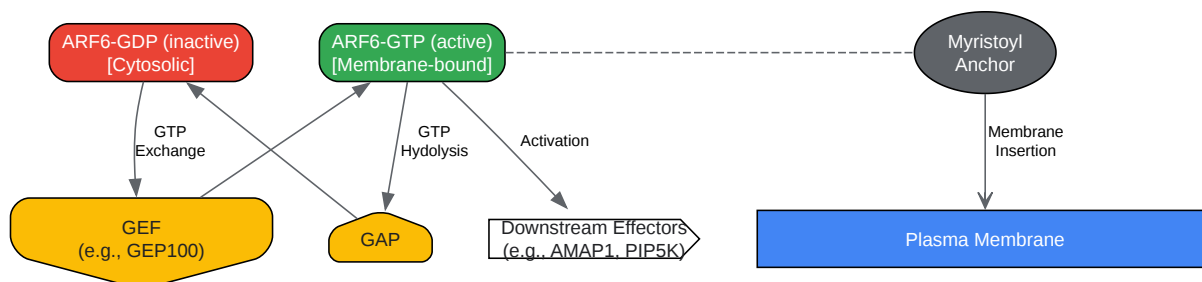 ARF6-GDP (inactive)
[Cytosolic]
ARF6-GTP (active)
[Membrane-bound]
Myristoyl
Anchor
GTP
Exchange
GTP
Hydolysis
Activation
Membrane
Insertion
GEF
(e.g., GEP100)
GAP
Downstream Effectors
(e.g., AMAP1, PIP5K)
Plasma Membrane